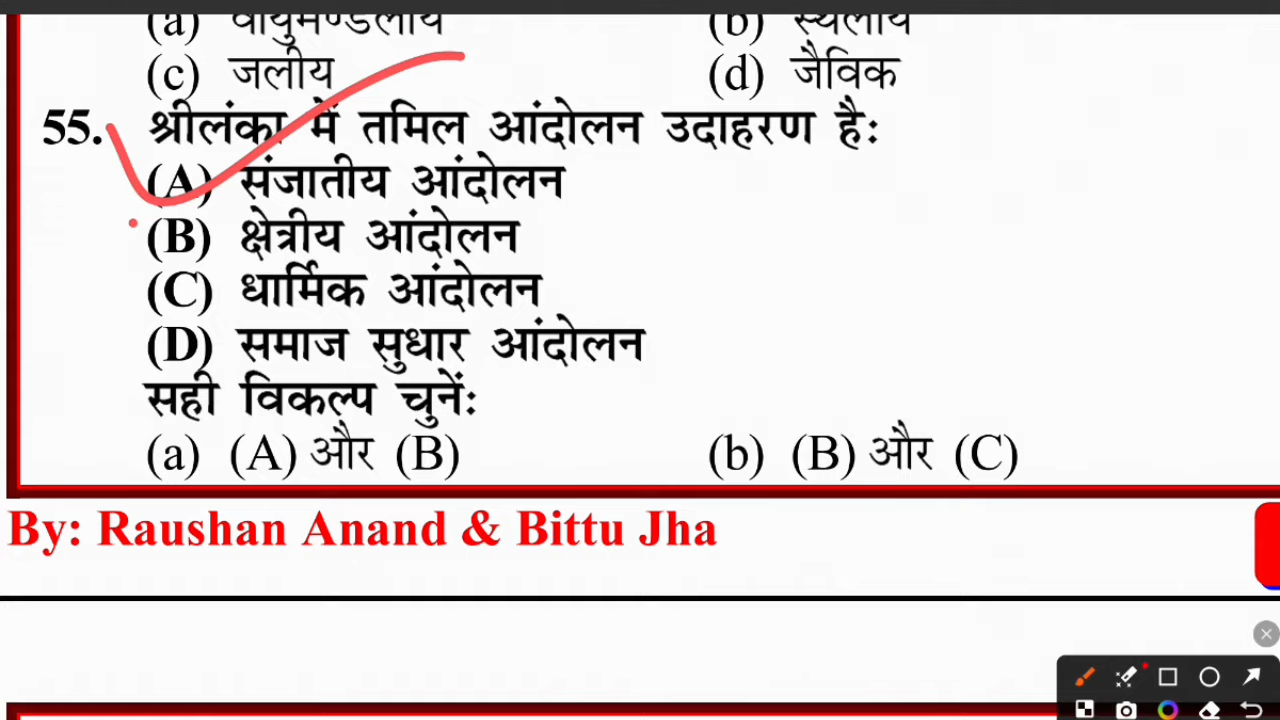 (a) वायुमण्डलीय (b) स्थलीय
(c) जलीय (d) जैविक
55. श्रीलंका में तमिल आंदोलन उदाहरण हैः
(A) संजातीय आंदोलन
(B) क्षेत्रीय आंदोलन
(C) धार्मिक आंदोलन
(D) समाज सुधार आंदोलन
सही विकल्प चुनेंः
(a) (A) और (B) (b) (B) और (C)
By: Raushan Anand & Bittu Jha